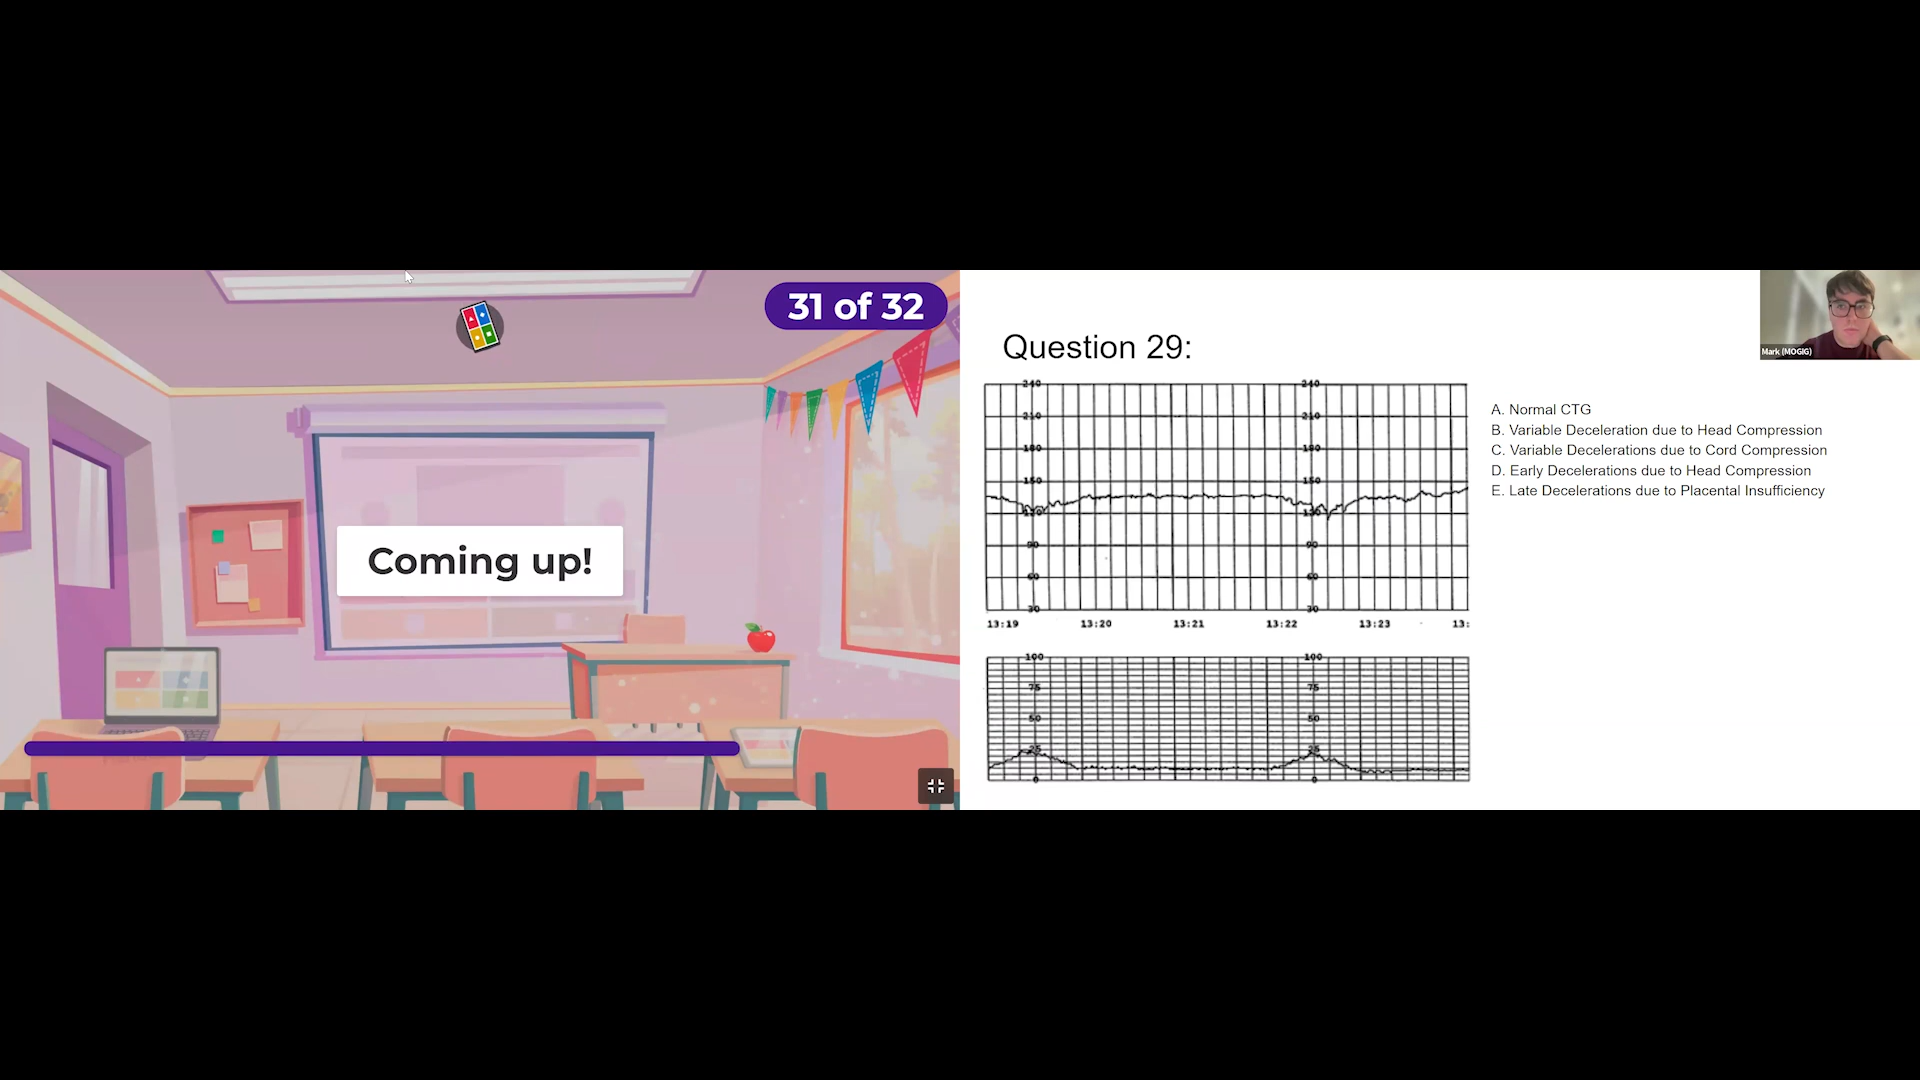 31 of 32
Coming up!
Question 29:
Mark (MOGIG)
240 240
210 210
180 180
150 150
120 120
90 90
60 60
30 30
13:19 13:20 13:21 13:22 13:23 13:
100 100
75 75
50 50
25 25
0 0
A. Normal CTG
B. Variable Deceleration due to Head Compression
C. Variable Decelerations due to Cord Compression
D. Early Decelerations due to Head Compression
E. Late Decelerations due to Placental Insufficiency